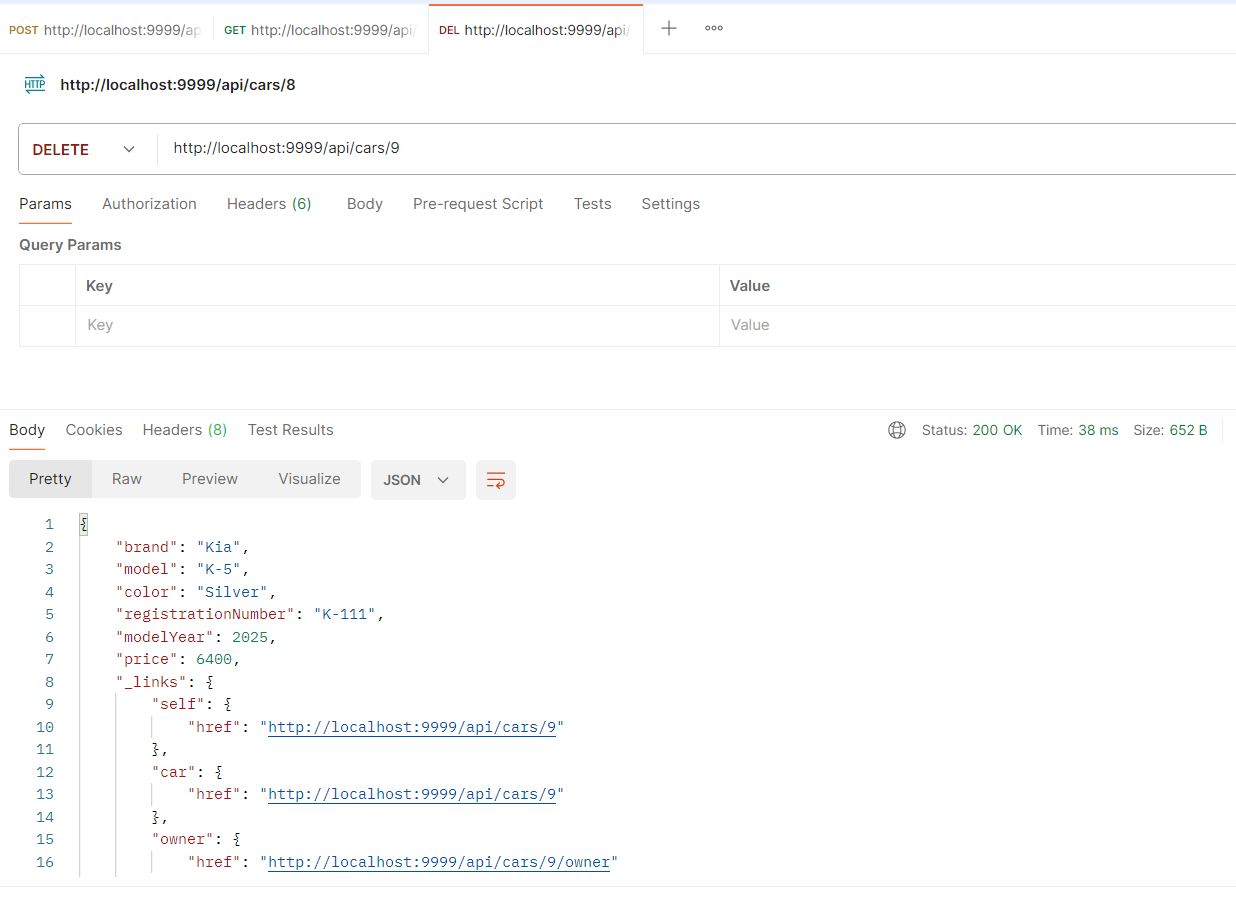 POST http://localhost:9999/ap GET http://localhost:9999/api/ DEL http://localhost:9999/api/
HTTP http://localhost:9999/api/cars/8
DELETE http://localhost:9999/api/cars/9
Params Authorization Headers (6) Body Pre-request Script Tests Settings
Query Params
Key Value
Key Value
Body Cookies Headers (8) Test Results Status: 200 OK Time: 38 ms Size: 652 B
Pretty Raw Preview Visualize JSON
1 {
2 "brand": "Kia",
3 "model": "K-5",
4 "color": "Silver",
5 "registrationNumber": "K-111",
6 "modelYear": 2025,
7 "price": 6400,
8 "_links": {
9 "self": {
10 "href": "http://localhost:9999/api/cars/9"
11 },
12 "car": {
13 "href": "http://localhost:9999/api/cars/9"
14 },
15 "owner": {
16 "href": "http://localhost:9999/api/cars/9/owner"